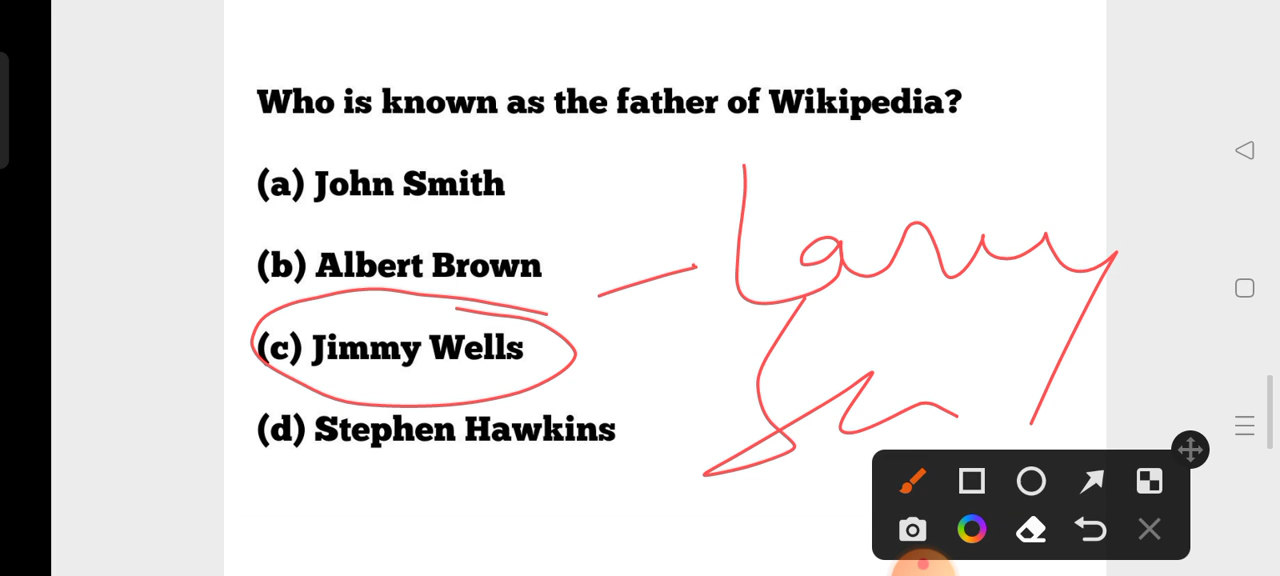 Who is known as the father of Wikipedia?
(a) John Smith
(b) Albert Brown
Larry
(c) Jimmy Wells
(d) Stephen Hawkins